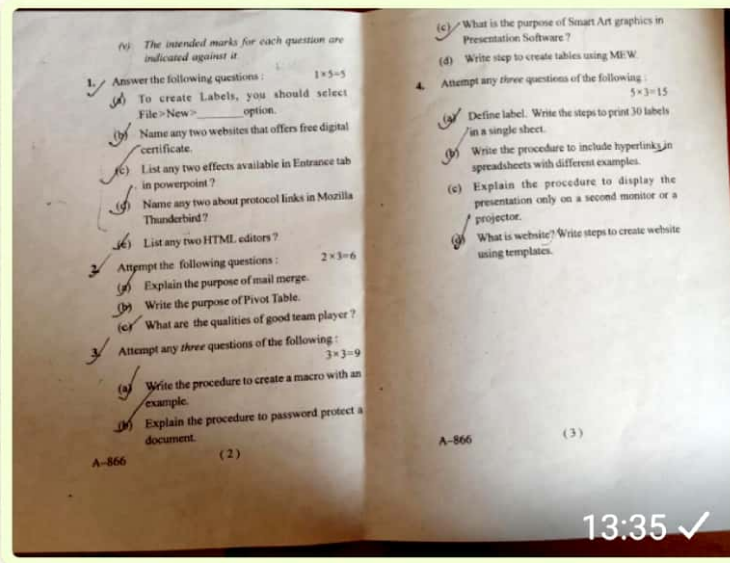 (v) The intended marks for each question are
indicated against it
1. Answer the following questions : 1×5=5
(a) To create Labels, you should select
File>New>______option.
(b) Name any two websites that offers free digital
certificate.
(c) List any two effects available in Entrance tab
in powerpoint ?
(d) Name any two about protocol links in Mozilla
Thunderbird ?
(e) List any two HTML editors ?
2. Attempt the following questions : 2×3=6
(a) Explain the purpose of mail merge.
(b) Write the purpose of Pivot Table.
(c) What are the qualities of good team player ?
3. Attempt any three questions of the following :
3×3=9
(a) Write the procedure to create a macro with an
example.
(b) Explain the procedure to password protect a
document.
A-866 (2)
(c) What is the purpose of Smart Art graphics in
Presentation Software ?
(d) Write step to create tables using MEW.
4. Attempt any three questions of the following :
5×3=15
(a) Define label. Write the steps to print 30 labels
in a single sheet.
(b) Write the procedure to include hyperlinks in
spreadsheets with different examples.
(c) Explain the procedure to display the
presentation only on a second monitor or a
projector.
(d) What is website? Write steps to create website
using templates.
A-866 (3)
13:35